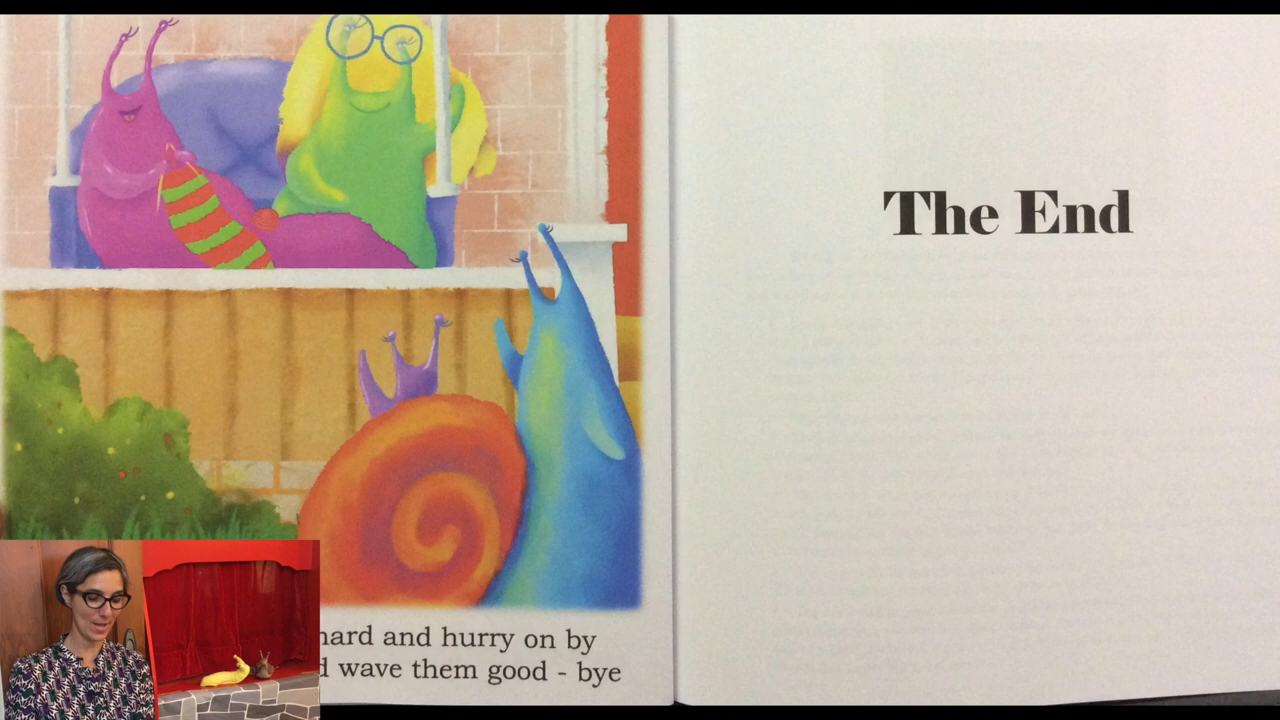 hard and hurry on by
wave them good - bye
The End